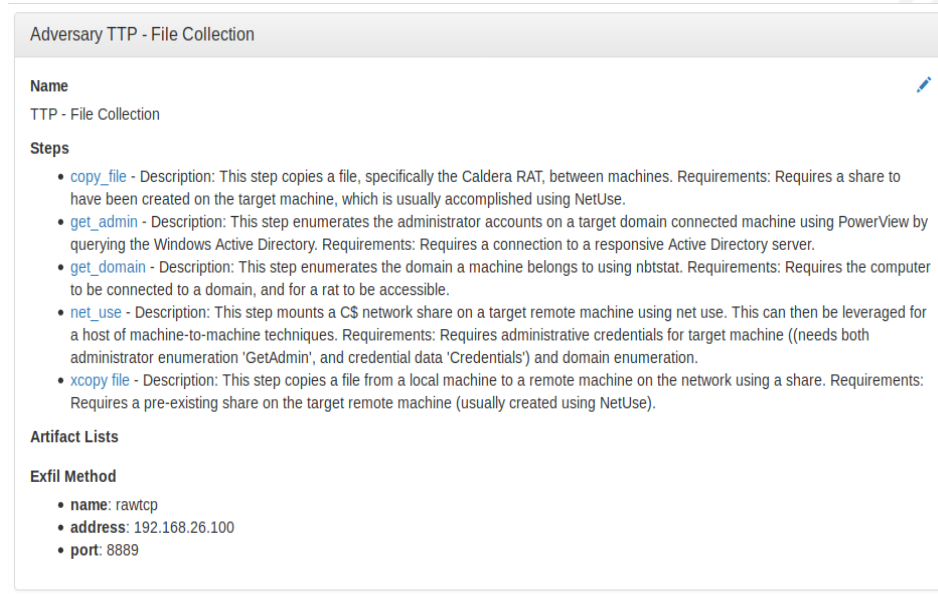 Adversary TTP - File Collection
Name
TTP - File Collection
Steps
• copy_file - Description: This step copies a file, specifically the Caldera RAT, between machines. Requirements: Requires a share to
have been created on the target machine, which is usually accomplished using NetUse.
• get_admin - Description: This step enumerates the administrator accounts on a target domain connected machine using PowerView by
querying the Windows Active Directory. Requirements: Requires a connection to a responsive Active Directory server.
• get_domain - Description: This step enumerates the domain a machine belongs to using nbtstat. Requirements: Requires the computer
to be connected to a domain, and for a rat to be accessible.
• net_use - Description: This step mounts a C$ network share on a target remote machine using net use. This can then be leveraged for
a host of machine-to-machine techniques. Requirements: Requires administrative credentials for target machine ((needs both
administrator enumeration 'GetAdmin', and credential data 'Credentials') and domain enumeration.
• xcopy file - Description: This step copies a file from a local machine to a remote machine on the network using a share. Requirements:
Requires a pre-existing share on the target remote machine (usually created using NetUse).
Artifact Lists
Exfil Method
• name: rawtcp
• address: 192.168.26.100
• port: 8889